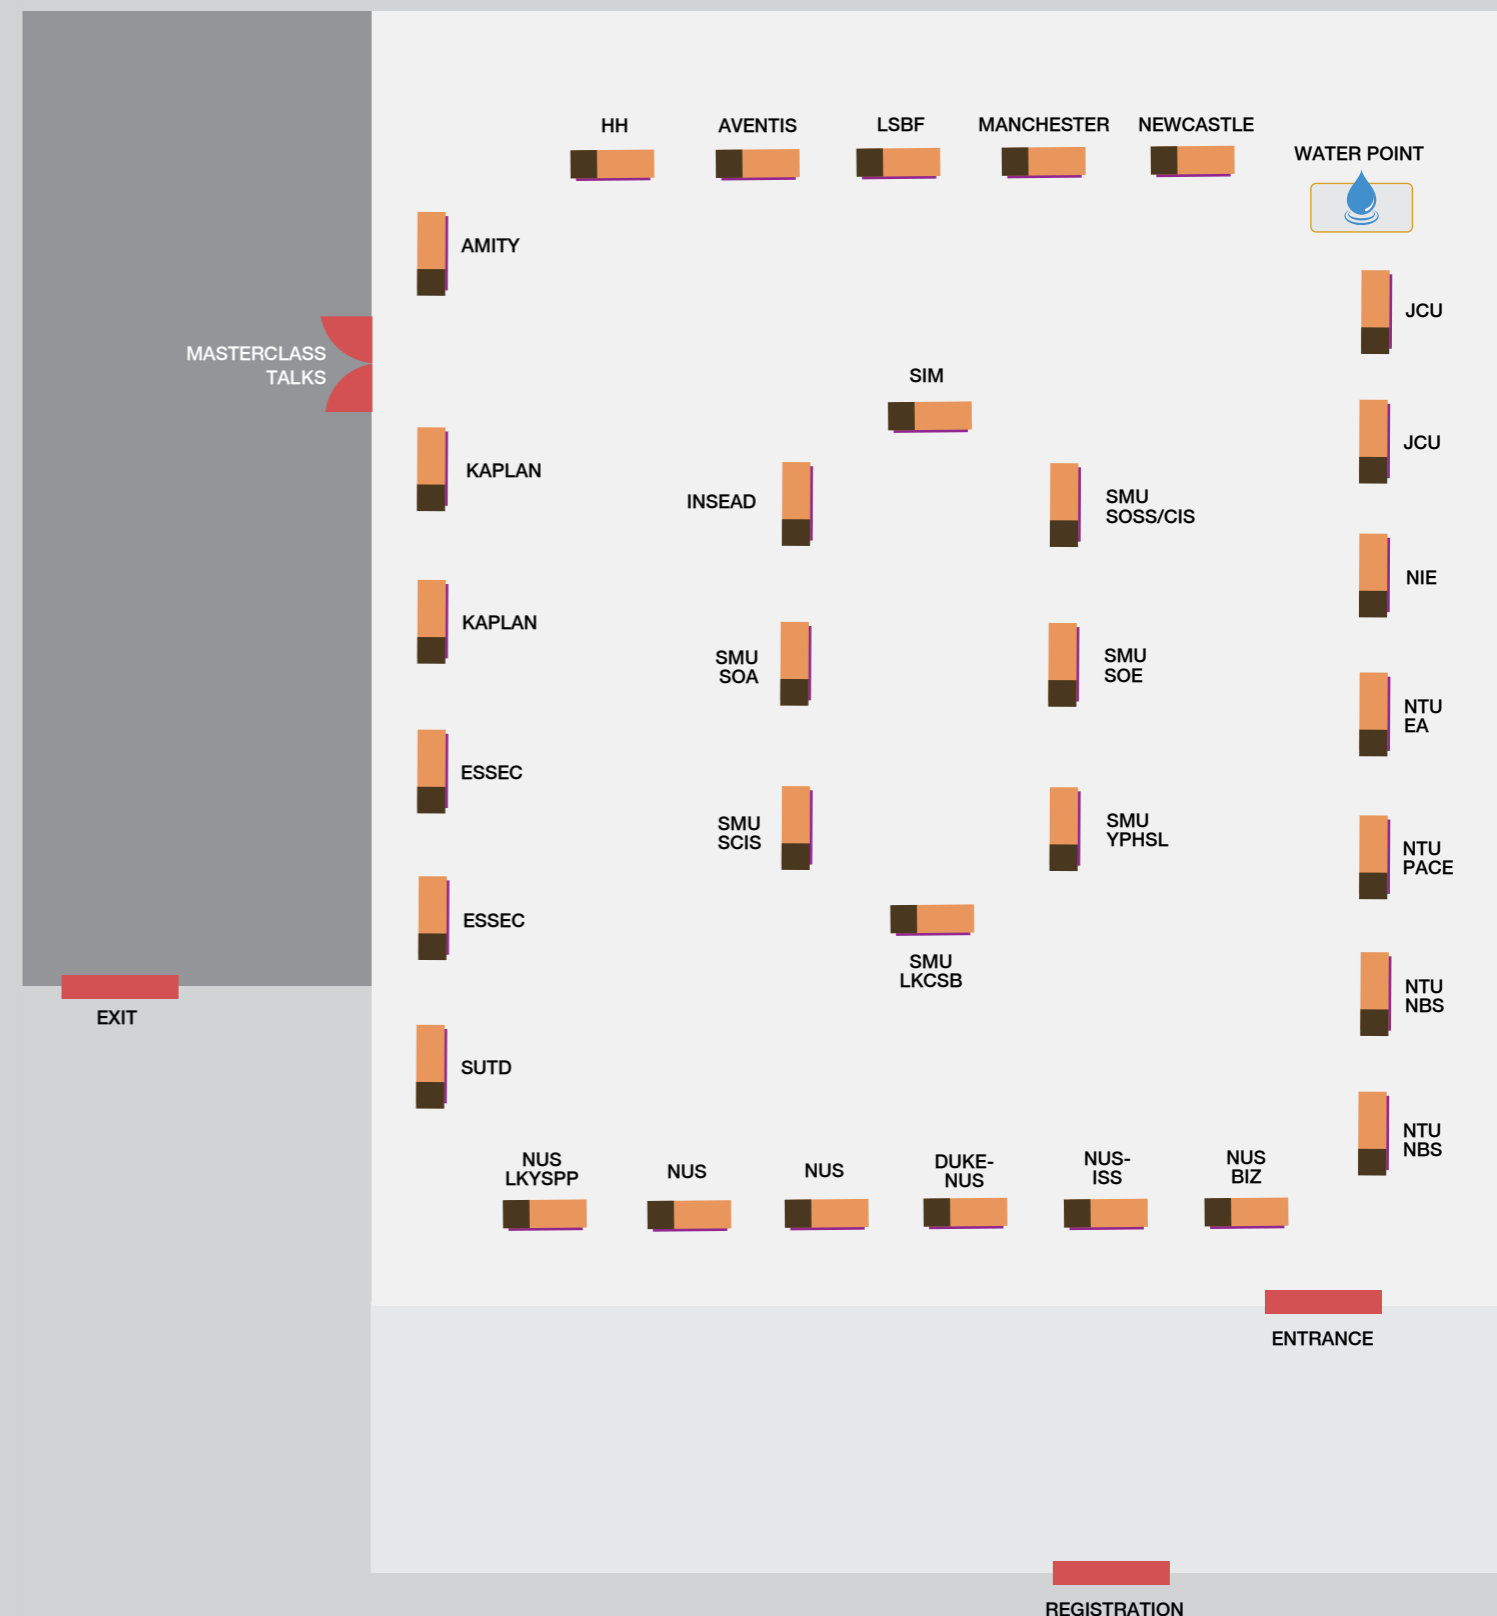 HH
AVENTIS
LSBF
MANCHESTER
NEWCASTLE
WATER POINT
AMITY
JCU
MASTERCLASS
TALKS
SIM
JCU
KAPLAN
INSEAD
SMU
SOSS/CIS
NIE
KAPLAN
SMU
SOA
SMU
SOE
NTU
EA
ESSEC
SMU
SCIS
SMU
YPHSL
NTU
PACE
ESSEC
SMU
LKCSB
NTU
NBS
EXIT
SUTD
NTU
NBS
NUS
LKYSPP
NUS
NUS
DUKE-
NUS
NUS-
ISS
NUS
BIZ
ENTRANCE
REGISTRATION